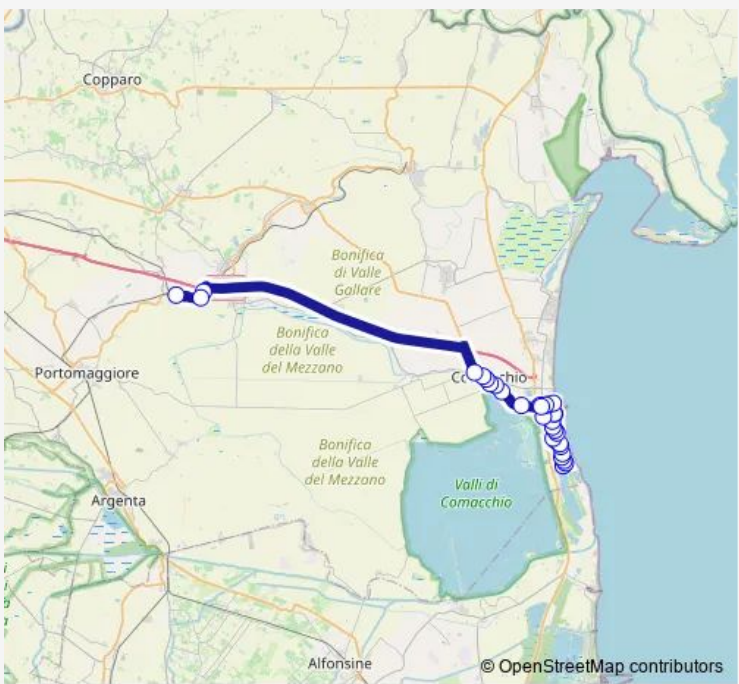 Copparo
Bonifica
di Valle
Gallare
Bonifica
della Valle
del Mezzano
Portomaggiore
Bonifica
della Valle
del Mezzano
Valli di
Comacchio
Argenta
Alfonsine
© OpenStreetMap contributors